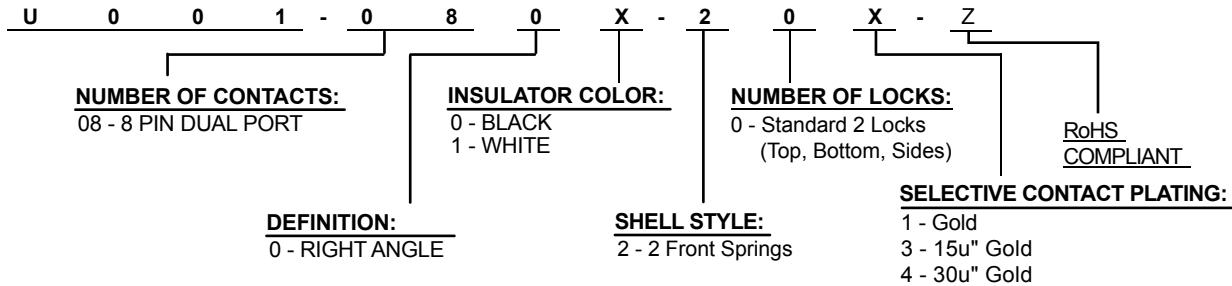 U 0 0 1 - 0 8 0 X - 2 0 X - Z
NUMBER OF CONTACTS:
08 - 8 PIN DUAL PORT
INSULATOR COLOR:
0 - BLACK
1 - WHITE
NUMBER OF LOCKS:
0 - Standard 2 Locks
(Top, Bottom, Sides)
RoHS
COMPLIANT
DEFINITION:
0 - RIGHT ANGLE
SHELL STYLE:
2 - 2 Front Springs
SELECTIVE CONTACT PLATING:
1 - Gold
3 - 15u" Gold
4 - 30u" Gold